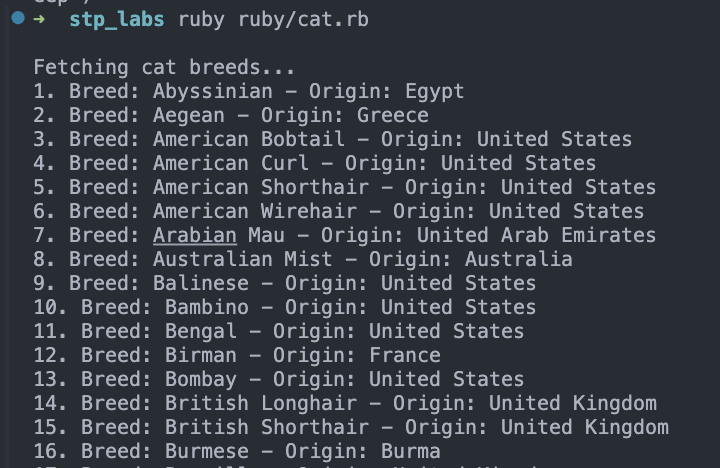 ➜ stp_labs ruby ruby/cat.rb
Fetching cat breeds...
1. Breed: Abyssinian - Origin: Egypt
2. Breed: Aegean - Origin: Greece
3. Breed: American Bobtail - Origin: United States
4. Breed: American Curl - Origin: United States
5. Breed: American Shorthair - Origin: United States
6. Breed: American Wirehair - Origin: United States
7. Breed: Arabian Mau - Origin: United Arab Emirates
8. Breed: Australian Mist - Origin: Australia
9. Breed: Balinese - Origin: United States
10. Breed: Bambino - Origin: United States
11. Breed: Bengal - Origin: United States
12. Breed: Birman - Origin: France
13. Breed: Bombay - Origin: United States
14. Breed: British Longhair - Origin: United Kingdom
15. Breed: British Shorthair - Origin: United Kingdom
16. Breed: Burmese - Origin: Burma